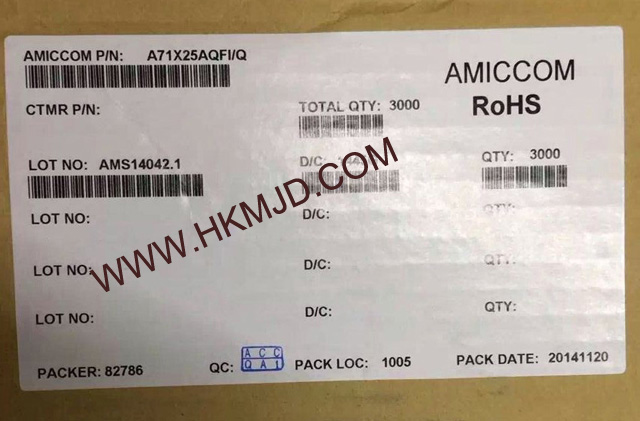 AMICCOM P/N: A71X25AQFI/Q
AMICCOM
RoHS
CTMR P/N:
TOTAL QTY: 3000
LOT NO: AMS14042.1
D/C:
QTY: 3000
LOT NO:
D/C:
QTY:
LOT NO:
D/C:
QTY:
LOT NO:
D/C:
QTY:
PACKER: 82786
QC:
ACC
QA1
PACK LOC: 1005
PACK DATE: 20141120
WWW.HKMJD.COM